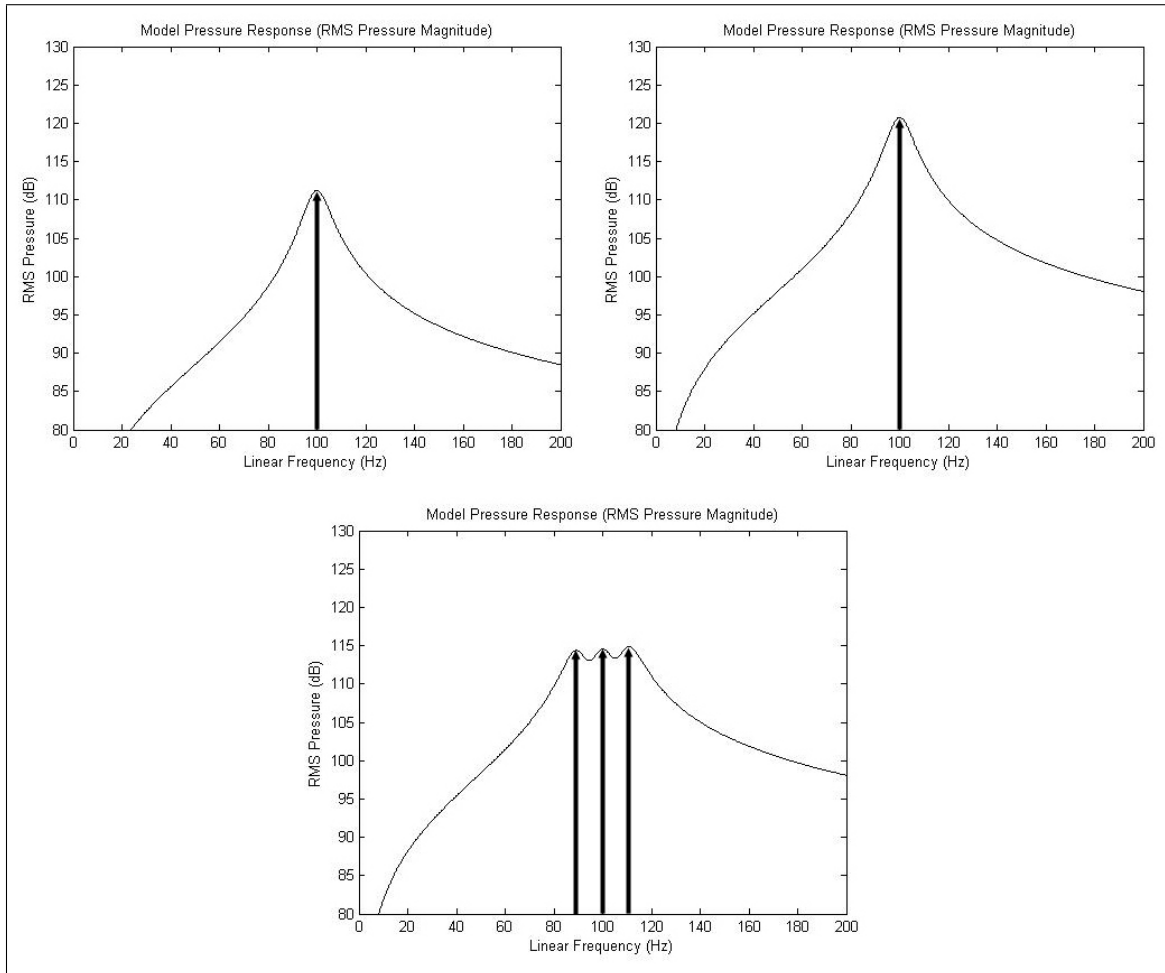 Model Pressure Response (RMS Pressure Magnitude)
130
125
120
115
110
105
100
95
90
85
80
RMS Pressure (dB)
0 20 40 60 80 100 120 140 160 180 200
Linear Frequency (Hz)
Model Pressure Response (RMS Pressure Magnitude)
130
125
120
115
110
105
100
95
90
85
80
RMS Pressure (dB)
0 20 40 60 80 100 120 140 160 180 200
Linear Frequency (Hz)
Model Pressure Response (RMS Pressure Magnitude)
130
125
120
115
110
105
100
95
90
85
80
RMS Pressure (dB)
0 20 40 60 80 100 120 140 160 180 200
Linear Frequency (Hz)